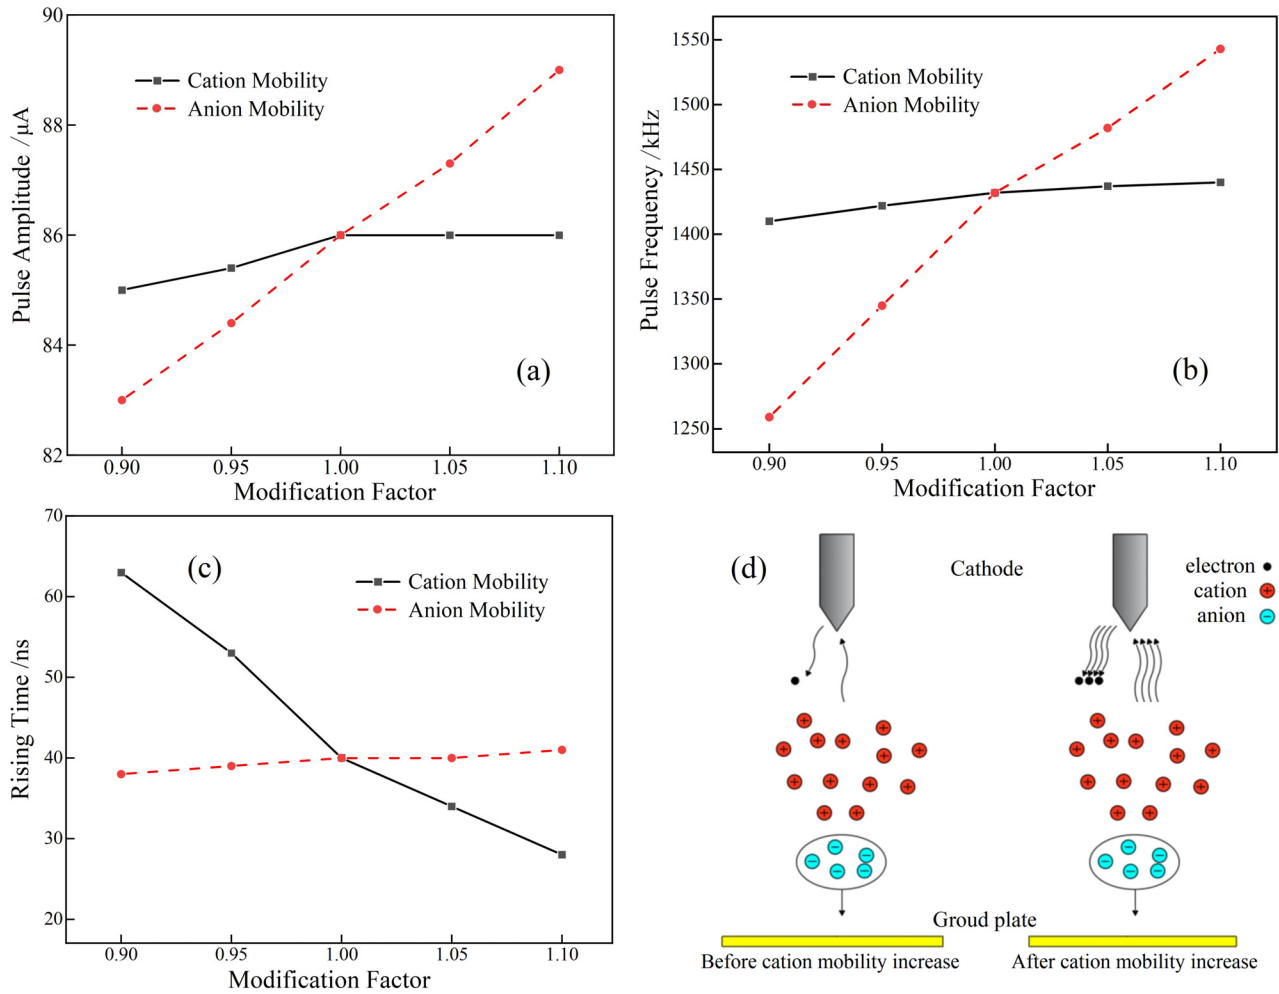 90
88
86
84
82
Pulse Amplitude /μA
Cation Mobility
Anion Mobility
(a)
0.90 0.95 1.00 1.05 1.10
Modification Factor
1550
1500
1450
1400
1350
1300
1250
Pulse Frequency /kHz
Cation Mobility
Anion Mobility
(b)
0.90 0.95 1.00 1.05 1.10
Modification Factor
70
60
50
40
30
20
Rising Time /ns
(c)
Cation Mobility
Anion Mobility
0.90 0.95 1.00 1.05 1.10
Modification Factor
(d)
Cathode
electron
cation
anion
Groud plate
Before cation mobility increase
After cation mobility increase